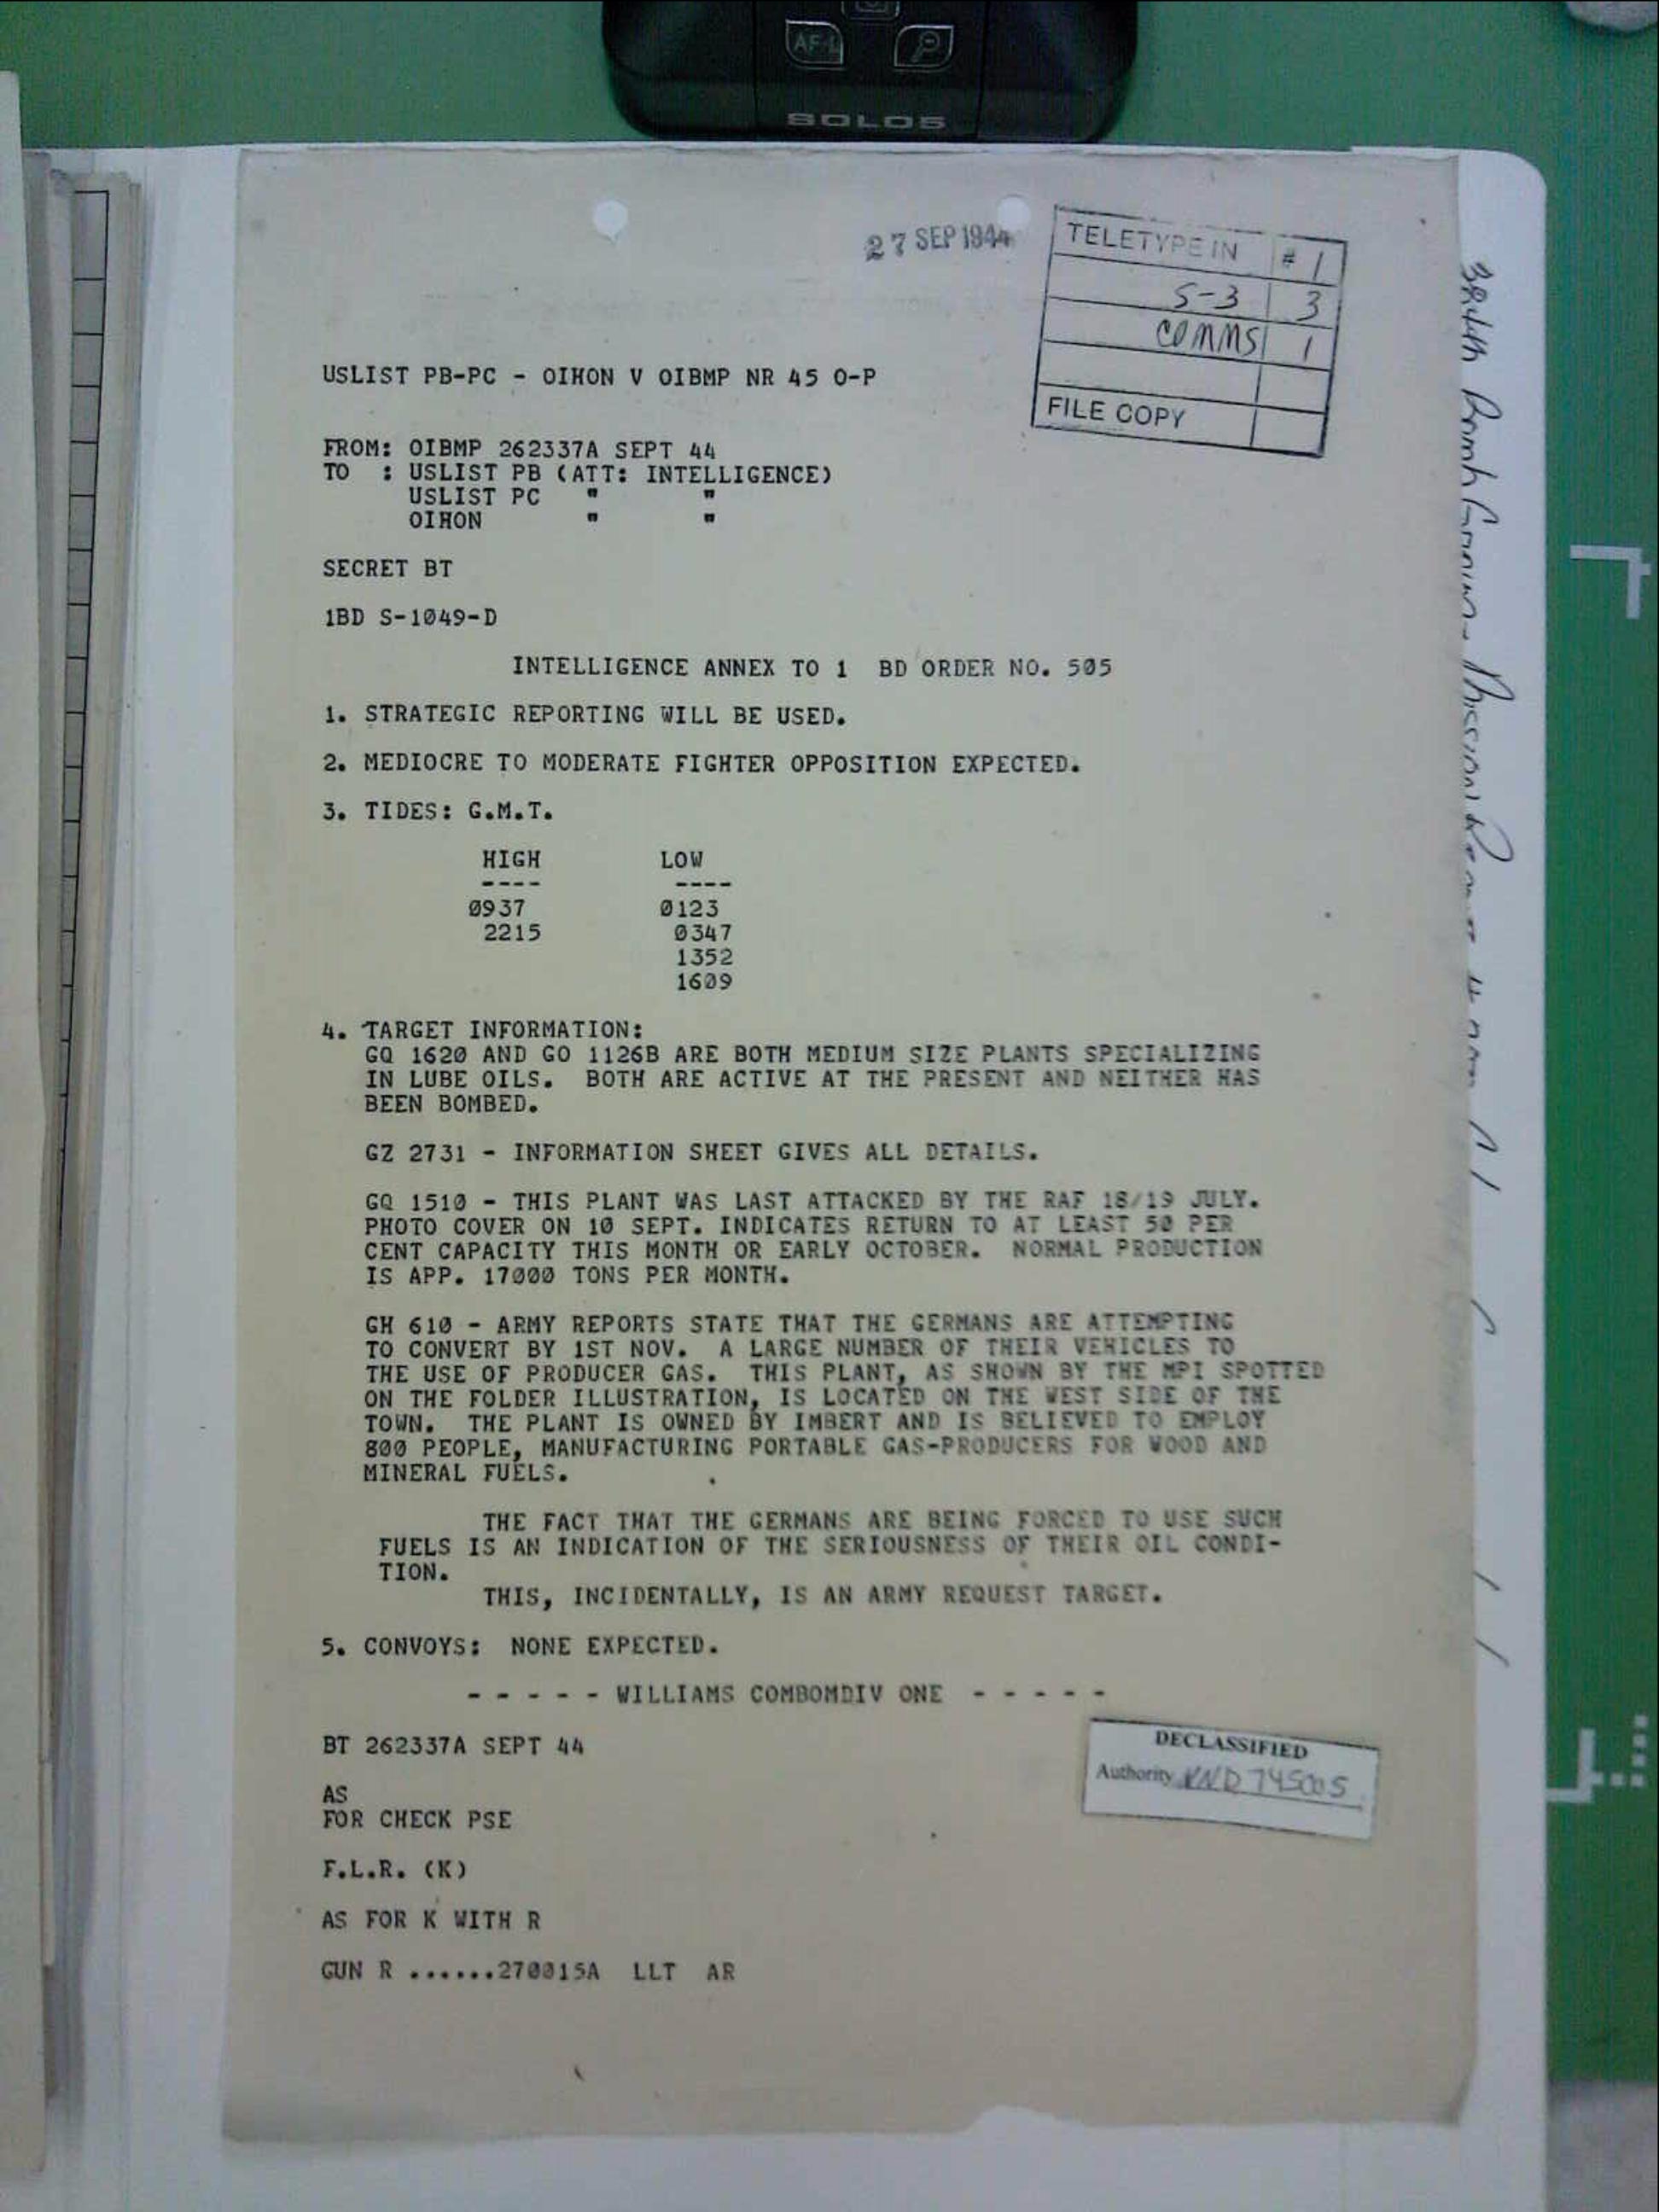 AF-L
SOLOS
27 SEP 1944
TELETYPE IN # 1
S-3 3
COMMS 1
FILE COPY
USLIST PB-PC - OIHON V OIBMP NR 45 O-P
FROM: OIBMP 262337A SEPT 44
TO : USLIST PB (ATT: INTELLIGENCE)
USLIST PC " "
OIHON " "
SECRET BT
1BD S-1049-D
INTELLIGENCE ANNEX TO 1 BD ORDER NO. 505
1. STRATEGIC REPORTING WILL BE USED.
2. MEDIOCRE TO MODERATE FIGHTER OPPOSITION EXPECTED.
3. TIDES: G.M.T.
HIGH LOW
---- ----
0937 0123
2215 0347
1352
1609
4. TARGET INFORMATION:
GQ 1620 AND GO 1126B ARE BOTH MEDIUM SIZE PLANTS SPECIALIZING
IN LUBE OILS. BOTH ARE ACTIVE AT THE PRESENT AND NEITHER HAS
BEEN BOMBED.
GZ 2731 - INFORMATION SHEET GIVES ALL DETAILS.
GQ 1510 - THIS PLANT WAS LAST ATTACKED BY THE RAF 18/19 JULY.
PHOTO COVER ON 10 SEPT. INDICATES RETURN TO AT LEAST 50 PER
CENT CAPACITY THIS MONTH OR EARLY OCTOBER. NORMAL PRODUCTION
IS APP. 17000 TONS PER MONTH.
GH 610 - ARMY REPORTS STATE THAT THE GERMANS ARE ATTEMPTING
TO CONVERT BY 1ST NOV. A LARGE NUMBER OF THEIR VEHICLES TO
THE USE OF PRODUCER GAS. THIS PLANT, AS SHOWN BY THE MPI SPOTTED
ON THE FOLDER ILLUSTRATION, IS LOCATED ON THE WEST SIDE OF THE
TOWN. THE PLANT IS OWNED BY IMBERT AND IS BELIEVED TO EMPLOY
800 PEOPLE, MANUFACTURING PORTABLE GAS-PRODUCERS FOR WOOD AND
MINERAL FUELS.
THE FACT THAT THE GERMANS ARE BEING FORCED TO USE SUCH
FUELS IS AN INDICATION OF THE SERIOUSNESS OF THEIR OIL CONDI-
TION.
THIS, INCIDENTALLY, IS AN ARMY REQUEST TARGET.
5. CONVOYS: NONE EXPECTED.
- - - - - WILLIAMS COMBOMDIV ONE - - - - -
BT 262337A SEPT 44
DECLASSIFIED
Authority NND 745005
AS
FOR CHECK PSE
F.L.R. (K)
AS FOR K WITH R
GUN R ......270015A LLT AR